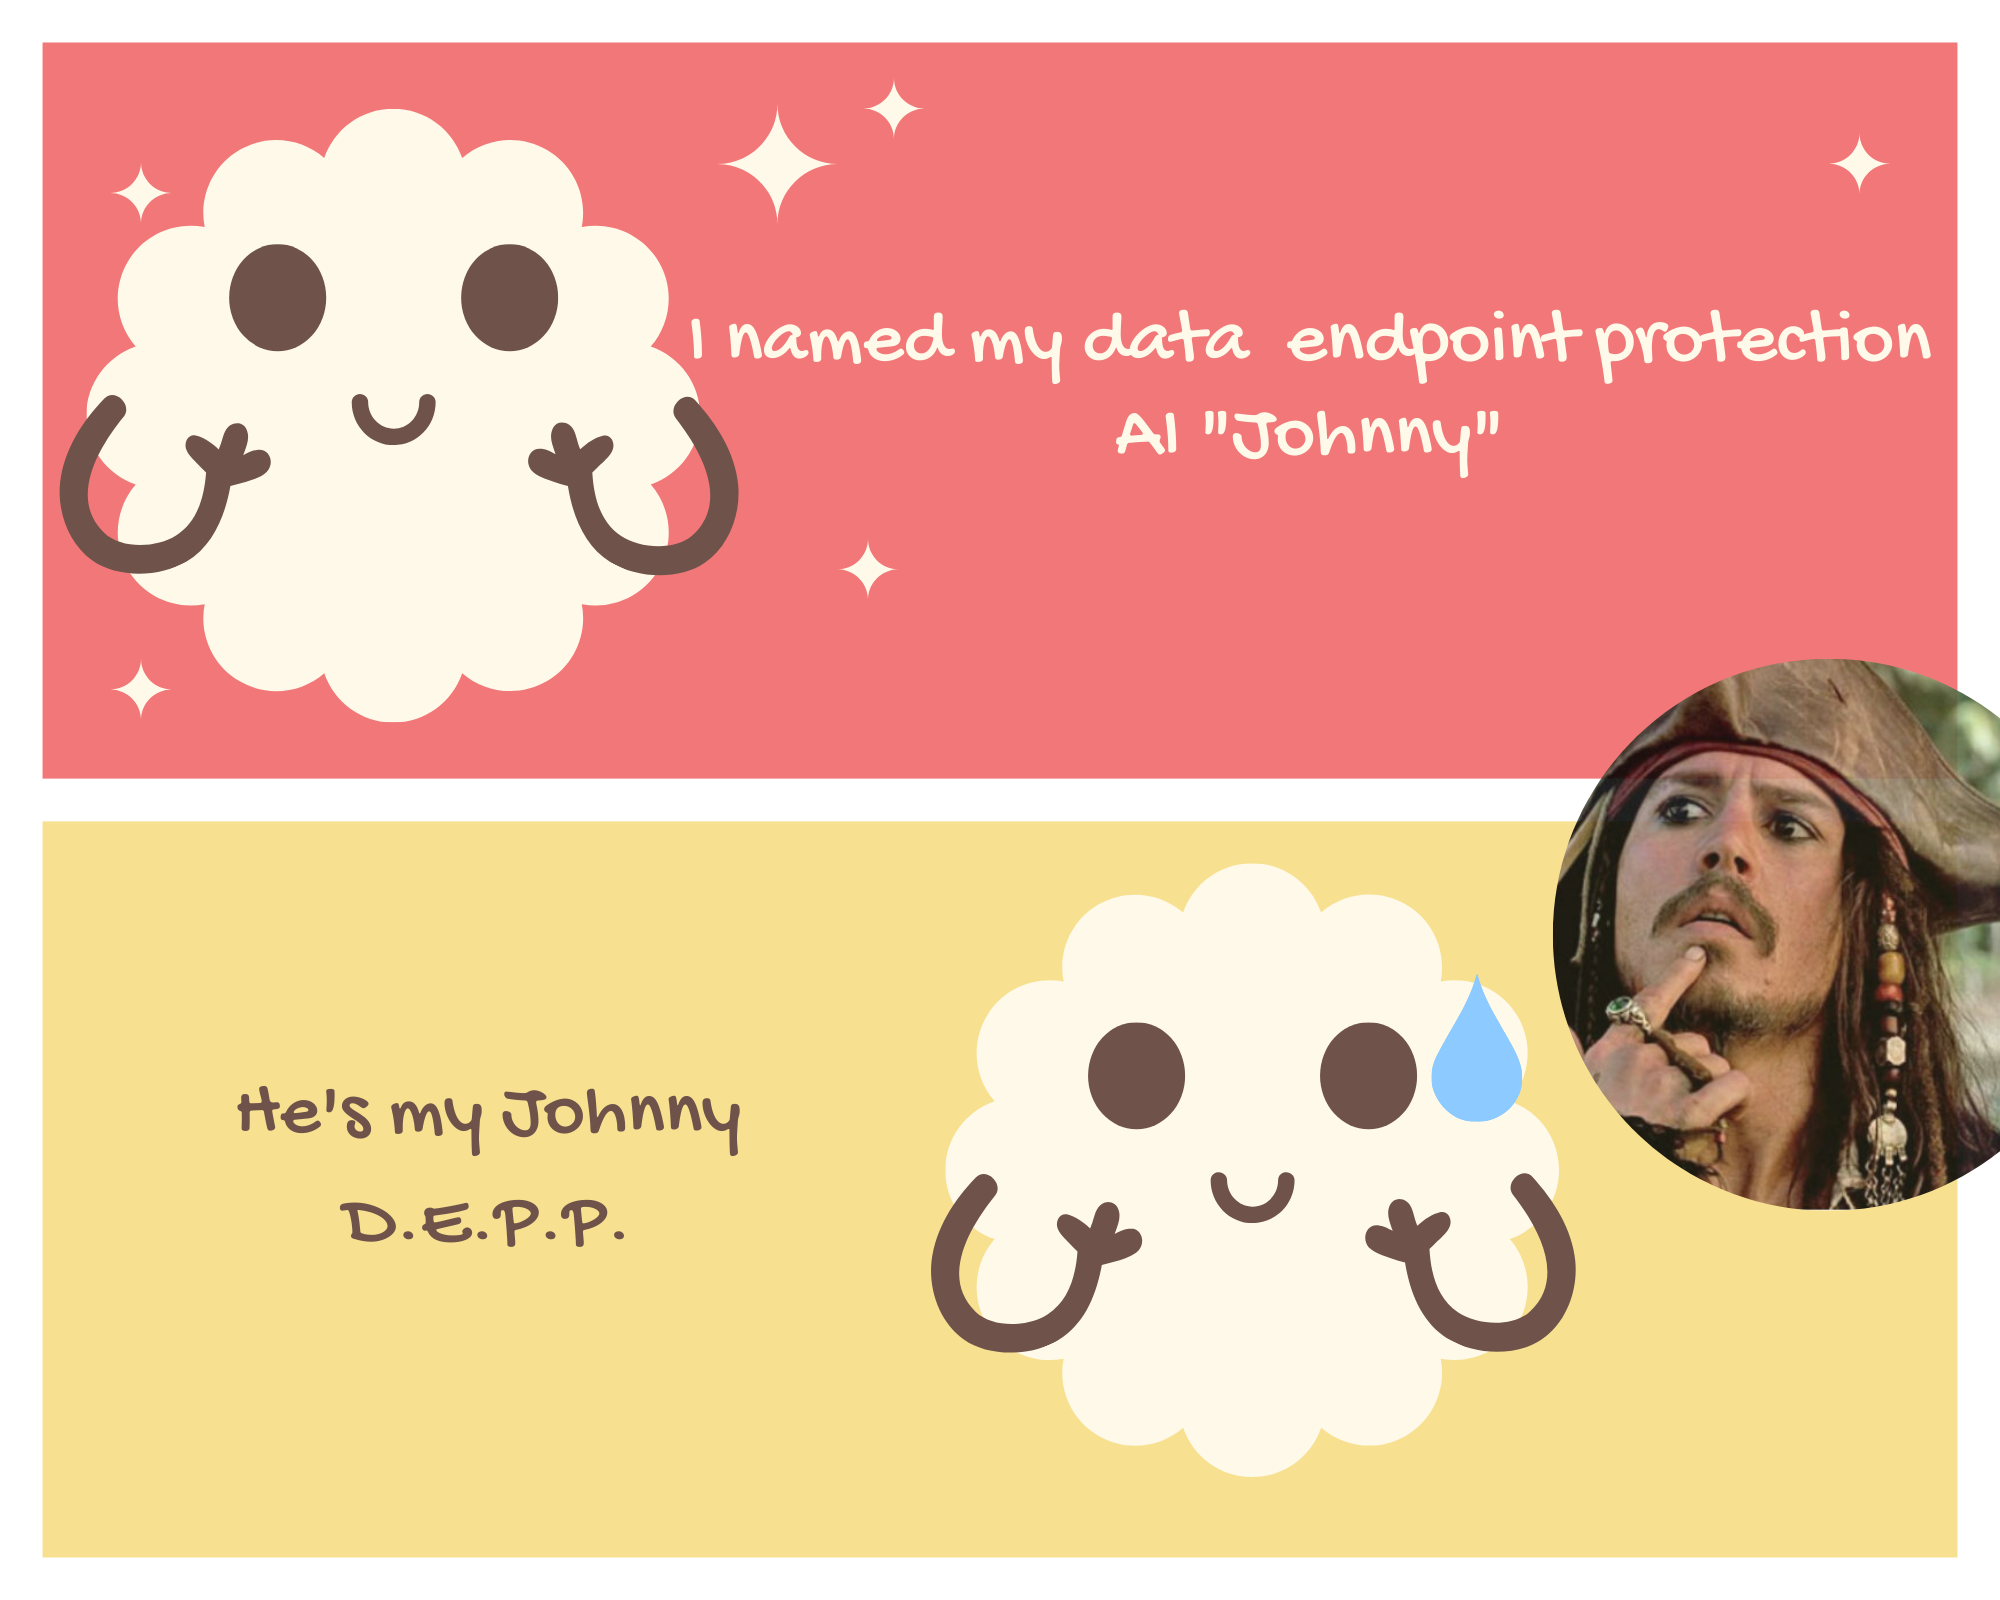 I named my data endpoint protection
AI "Johnny"
He's my Johnny
D.E.P.P.